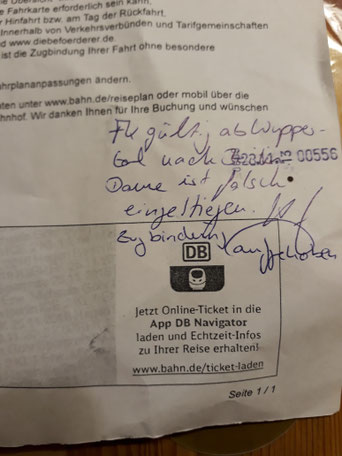 e Fahrkarte erforderlich sein kann.
r Hinfahrt bzw. am Tag der Rückfahrt.
Innerhalb von Verkehrsverbünden und Tarifgemeinschaften
nd www.diebefoerderer.de.
ist die Zugbindung Ihrer Fahrt ohne besondere
ahrplananpassungen ändern.
ten unter www.bahn.de/reiseplan oder mobil über die
hnhof. Wir danken Ihnen für Ihre Buchung und wünschen
FK gültig ab Wupper-
tal nach 00556
Dame ist falsch
eingestiegen.
Zugbindung aufgehoben
DB
Jetzt Online-Ticket in die
App DB Navigator
laden und Echtzeit-Infos
zu Ihrer Reise erhalten!
www.bahn.de/ticket-laden
Seite 1 / 1